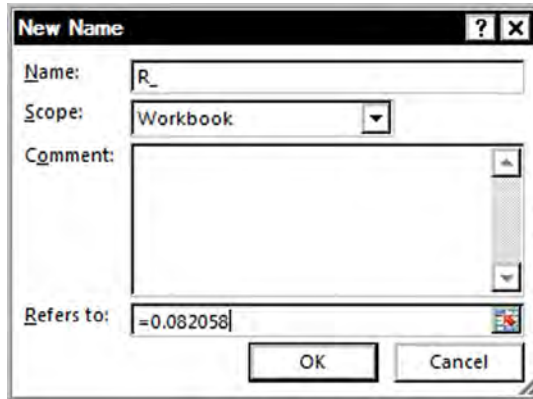 New Name ? X
Name: R_
Scope: Workbook
Comment:
Refers to: =0.082058
OK Cancel